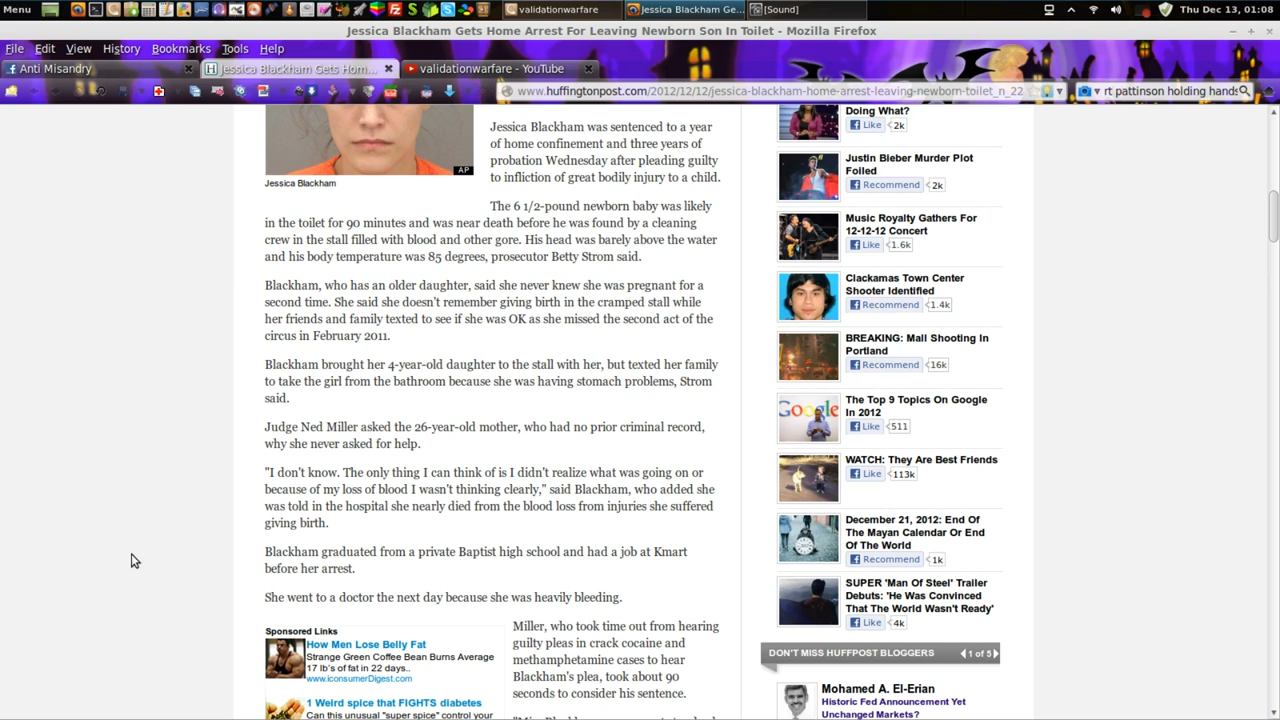 Menu
validationwarfare
Jessica Blackham Ge...
[Sound]
Thu Dec 13, 01:08
Jessica Blackham Gets Home Arrest For Leaving Newborn Son In Toilet - Mozilla Firefox
File Edit View History Bookmarks Tools Help
Anti Misandry
Jessica Blackham Gets Hom...
validationwarfare - YouTube
www.huffingtonpost.com/2012/12/12/jessica-blackham-home-arrest-leaving-newborn-toilet_n_22
rt pattinson holding hands
AP
Jessica Blackham
Jessica Blackham was sentenced to a year
of home confinement and three years of
probation Wednesday after pleading guilty
to infliction of great bodily injury to a child.
The 6 1/2-pound newborn baby was likely
in the toilet for 90 minutes and was near death before he was found by a cleaning
crew in the stall filled with blood and other gore. His head was barely above the water
and his body temperature was 85 degrees, prosecutor Betty Strom said.
Blackham, who has an older daughter, said she never knew she was pregnant for a
second time. She said she doesn't remember giving birth in the cramped stall while
her friends and family texted to see if she was OK as she missed the second act of the
circus in February 2011.
Blackham brought her 4-year-old daughter to the stall with her, but texted her family
to take the girl from the bathroom because she was having stomach problems, Strom
said.
Judge Ned Miller asked the 26-year-old mother, who had no prior criminal record,
why she never asked for help.
"I don't know. The only thing I can think of is I didn't realize what was going on or
because of my loss of blood I wasn't thinking clearly," said Blackham, who added she
was told in the hospital she nearly died from the blood loss from injuries she suffered
giving birth.
Blackham graduated from a private Baptist high school and had a job at Kmart
before her arrest.
She went to a doctor the next day because she was heavily bleeding.
Sponsored Links
How Men Lose Belly Fat
Strange Green Coffee Bean Burns Average
17 lb's of fat in 22 days..
www.iconsumerDigest.com
1 Weird spice that FIGHTS diabetes
Can this unusual "super spice" control your
Miller, who took time out from hearing
guilty pleas in crack cocaine and
methamphetamine cases to hear
Blackham's plea, took about 90
seconds to consider his sentence.
Doing What?
Like 2k
Justin Bieber Murder Plot
Foiled
Recommend 2k
Music Royalty Gathers For
12-12-12 Concert
Like 1.6k
Clackamas Town Center
Shooter Identified
Recommend 1.4k
BREAKING: Mall Shooting In
Portland
Recommend 16k
Google
The Top 9 Topics On Google
In 2012
Like 511
WATCH: They Are Best Friends
Like 113k
December 21, 2012: End Of
The Mayan Calendar Or End
Of The World
Recommend 1k
SUPER 'Man Of Steel' Trailer
Debuts: 'He Was Convinced
That The World Wasn't Ready'
Like 4k
DON'T MISS HUFFPOST BLOGGERS
1 of 5
Mohamed A. El-Erian
Historic Fed Announcement Yet
Unchanged Markets?